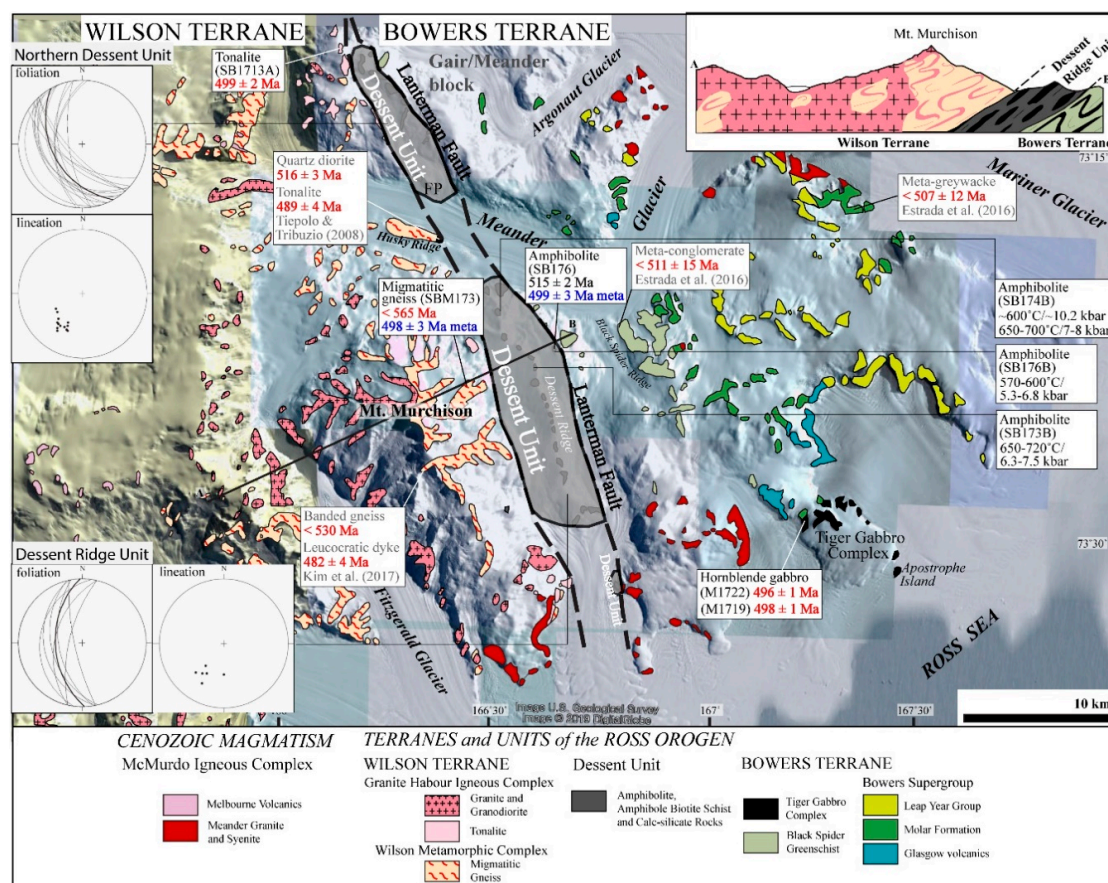 WILSON TERRANE
BOWERS TERRANE
Northern Dessent Unit
foliation
N
lineation
N
Tonalite
(SB1713A)
499 ± 2 Ma
Gair/Meander
block
Dessent Unit
Lanterman Fault
FP
Argonaut Glacier
Mt. Murchison
A
B
Dessent
Ridge Unit
Wilson Terrane
Bowers Terrane
73°15'
Mariner Glacier
Quartz diorite
516 ± 3 Ma
Tonalite
489 ± 4 Ma
Tiepolo &
Tribuzio (2008)
Husky Ridge
Meander
Glacier
Meta-greywacke
< 507 ± 12 Ma
Estrada et al. (2016)
Amphibolite
(SB176)
515 ± 2 Ma
499 ± 3 Ma meta
Meta-conglomerate
< 511 ± 15 Ma
Estrada et al. (2016)
Migmatitic
gneiss (SBM173)
< 565 Ma
498 ± 3 Ma meta
B
Black Spider Ridge
Amphibolite
(SB174B)
~600°C/~10.2 kbar
650-700°C/7-8 kbar
Amphibolite
(SB176B)
570-600°C/
5.3-6.8 kbar
Amphibolite
(SB173B)
650-720°C/
6.3-7.5 kbar
Mt. Murchison
A
Dessent Unit
Dessent Ridge
Lanterman Fault
Banded gneiss
< 530 Ma
Leucocratic dyke
482 ± 4 Ma
Kim et al. (2017)
Fitzgerald Glacier
Dessent Unit
Tiger Gabbro
Complex
Apostrophe
Island
73°30'
Hornblende gabbro
(M1722) 496 ± 1 Ma
(M1719) 498 ± 1 Ma
ROSS SEA
Dessent Ridge Unit
foliation
N
lineation
N
Image U.S. Geological Survey
Image © 2019 DigitalGlobe
166°30'
167°
167°30'
10 km
CENOZOIC MAGMATISM
McMurdo Igneous Complex
Melbourne Volcanics
Meander Granite
and Syenite
TERRANES and UNITS of the ROSS OROGEN
WILSON TERRANE
Granite Habour Igneous Complex
Granite and
Granodiorite
Tonalite
Wilson Metamorphic Complex
Migmatitic
Gneiss
Dessent Unit
Amphibolite,
Amphibole Biotite Schist
and Calc-silicate Rocks
BOWERS TERRANE
Tiger Gabbro
Complex
Black Spider
Greenschist
Bowers Supergroup
Leap Year Group
Molar Formation
Glasgow volcanics